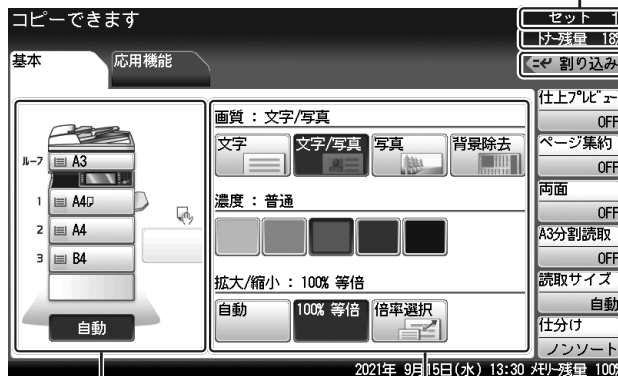 コピーできます
セット 1
トナー残量 18%
割り込み
基本
応用機能
画質 : 文字/写真
文字
文字/写真
写真
背景除去
濃度 : 普通
拡大/縮小 : 100% 等倍
自動
100% 等倍
倍率選択
ルーフ A3
1 A4
2 A4
3 B4
自動
仕上プレビュー
OFF
ページ集約
OFF
両面
OFF
A3分割読取
OFF
読取サイズ
自動
仕分け
ノンソート
2021年 9月15日(水) 13:30 メモリー残量 100%